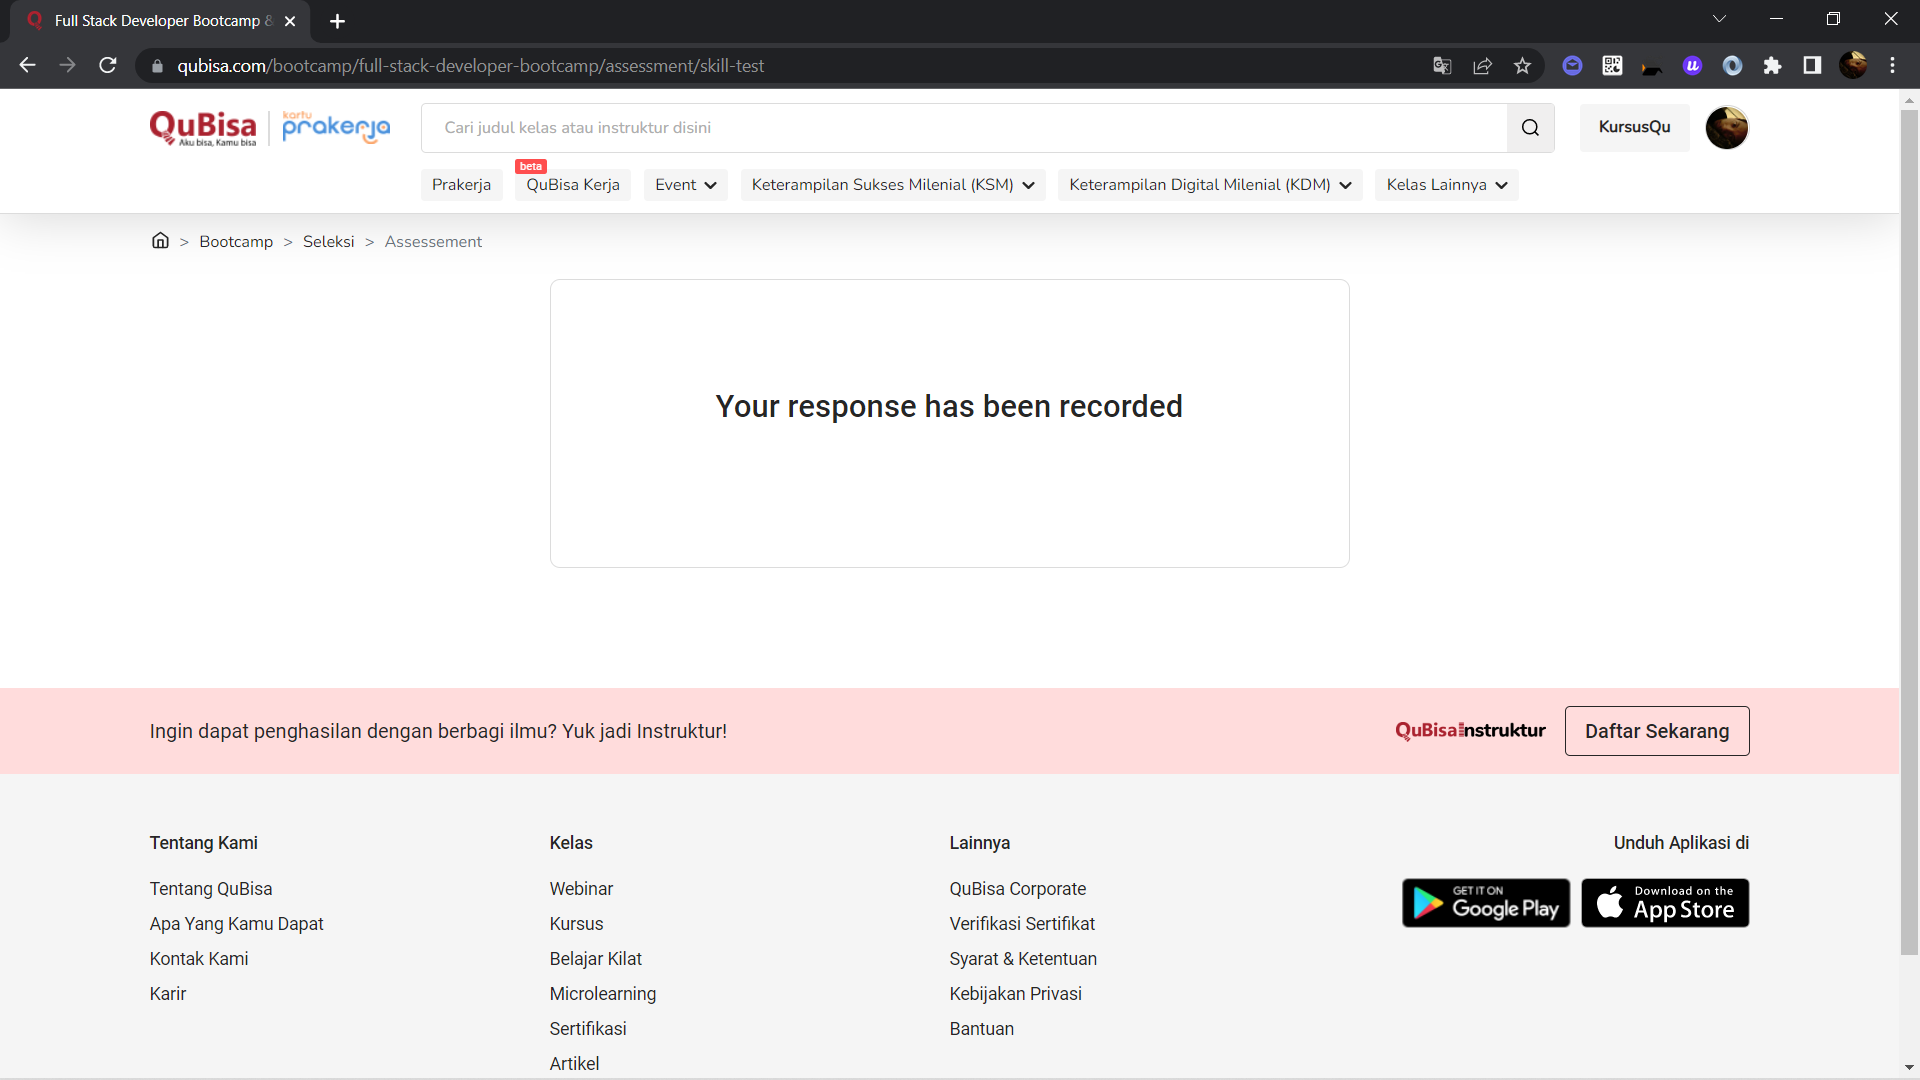 Full Stack Developer Bootcamp &
qubisa.com/bootcamp/full-stack-developer-bootcamp/assessment/skill-test
QuBisa
Aku bisa, Kamu bisa
kartu
prakerja
Cari judul kelas atau instruktur disini
KursusQu
beta
Prakerja
QuBisa Kerja
Event
Keterampilan Sukses Milenial (KSM)
Keterampilan Digital Milenial (KDM)
Kelas Lainnya
> Bootcamp > Seleksi > Assessement
Your response has been recorded
Ingin dapat penghasilan dengan berbagi ilmu? Yuk jadi Instruktur!
QuBisa instruktur
Daftar Sekarang
Tentang Kami
Tentang QuBisa
Apa Yang Kamu Dapat
Kontak Kami
Karir
Kelas
Webinar
Kursus
Belajar Kilat
Microlearning
Sertifikasi
Artikel
Lainnya
QuBisa Corporate
Verifikasi Sertifikat
Syarat & Ketentuan
Kebijakan Privasi
Bantuan
Unduh Aplikasi di
GET IT ON
Google Play
Download on the
App Store